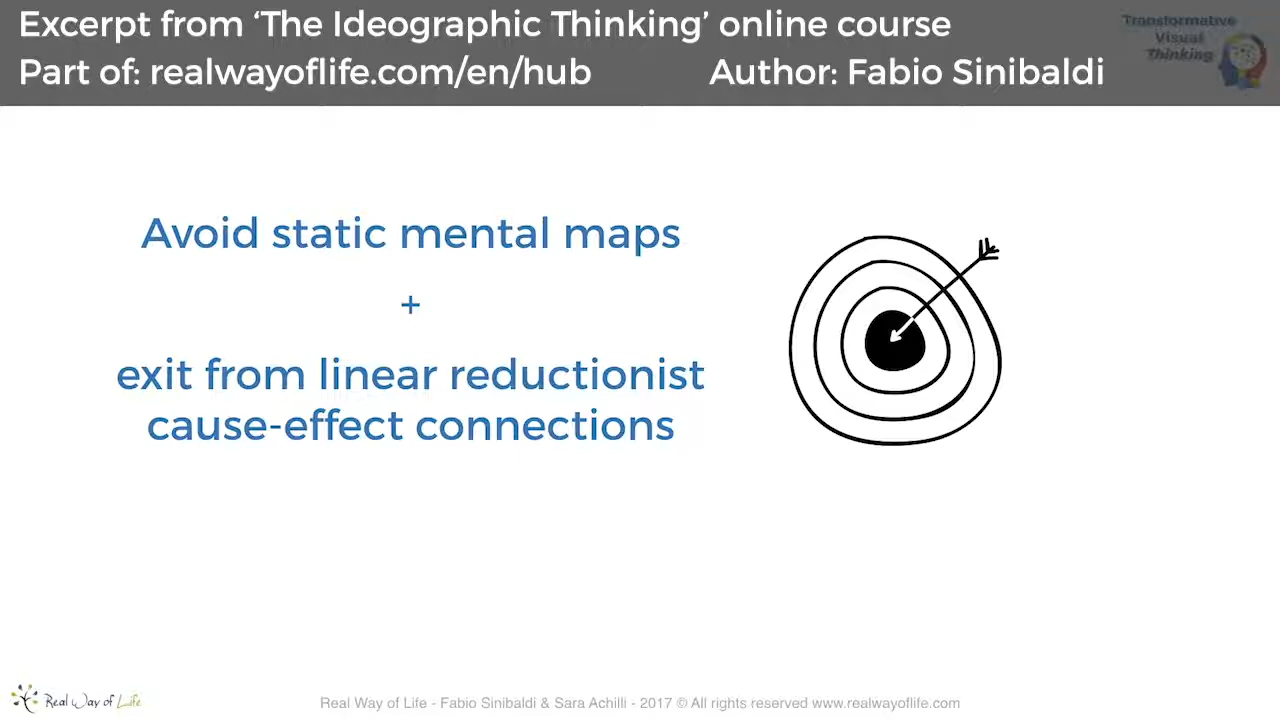 Excerpt from ‘The Ideographic Thinking’ online course
Part of: realwayoflife.com/en/hub Author: Fabio Sinibaldi
Transformative
Visual
Thinking
Avoid static mental maps
+
exit from linear reductionist
cause-effect connections
Real Way of Life
Real Way of Life - Fabio Sinibaldi & Sara Achilli - 2017 © All rights reserved www.realwayoflife.com